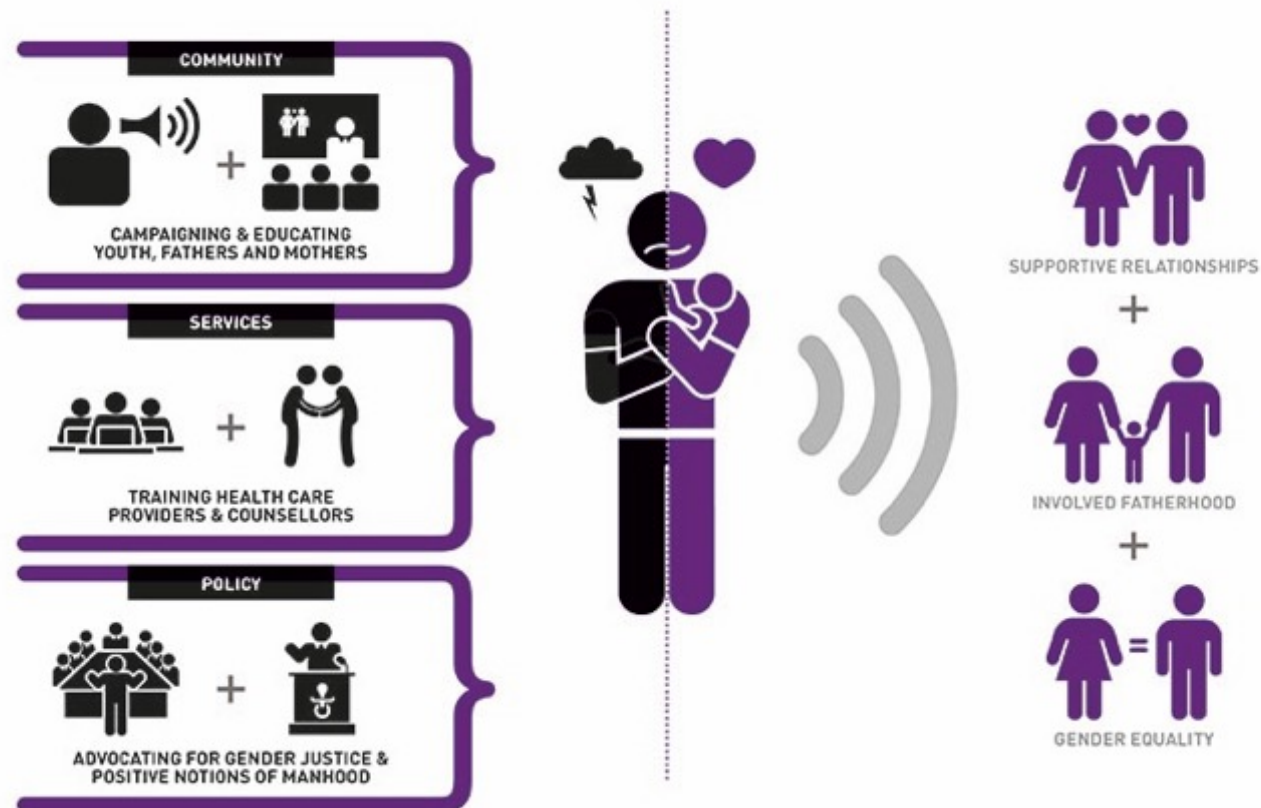 COMMUNITY
CAMPAIGNING & EDUCATING
YOUTH, FATHERS AND MOTHERS
SERVICES
TRAINING HEALTH CARE
PROVIDERS & COUNSELLORS
POLICY
ADVOCATING FOR GENDER JUSTICE &
POSITIVE NOTIONS OF MANHOOD
SUPPORTIVE RELATIONSHIPS
INVOLVED FATHERHOOD
GENDER EQUALITY